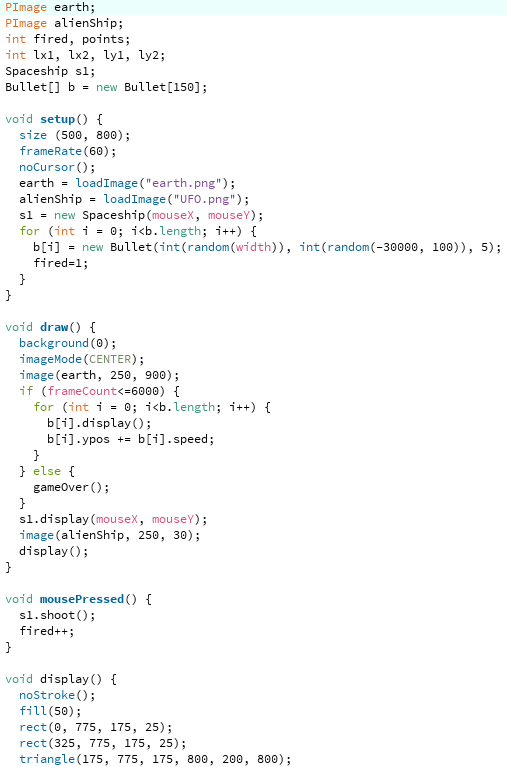 PImage earth;
PImage alienShip;
int fired, points;
int lx1, lx2, ly1, ly2;
Spaceship s1;
Bullet[] b = new Bullet[150];

void setup() {
  size (500, 800);
  frameRate(60);
  noCursor();
  earth = loadImage("earth.png");
  alienShip = loadImage("UFO.png");
  s1 = new Spaceship(mouseX, mouseY);
  for (int i = 0; i<b.length; i++) {
    b[i] = new Bullet(int(random(width)), int(random(-30000, 100)), 5);
    fired=1;
  }
}

void draw() {
  background(0);
  imageMode(CENTER);
  image(earth, 250, 900);
  if (frameCount<=6000) {
    for (int i = 0; i<b.length; i++) {
      b[i].display();
      b[i].ypos += b[i].speed;
    }
  } else {
    gameOver();
  }
  s1.display(mouseX, mouseY);
  image(alienShip, 250, 30);
  display();
}

void mousePressed() {
  s1.shoot();
  fired++;
}

void display() {
  noStroke();
  fill(50);
  rect(0, 775, 175, 25);
  rect(325, 775, 175, 25);
  triangle(175, 775, 175, 800, 200, 800);